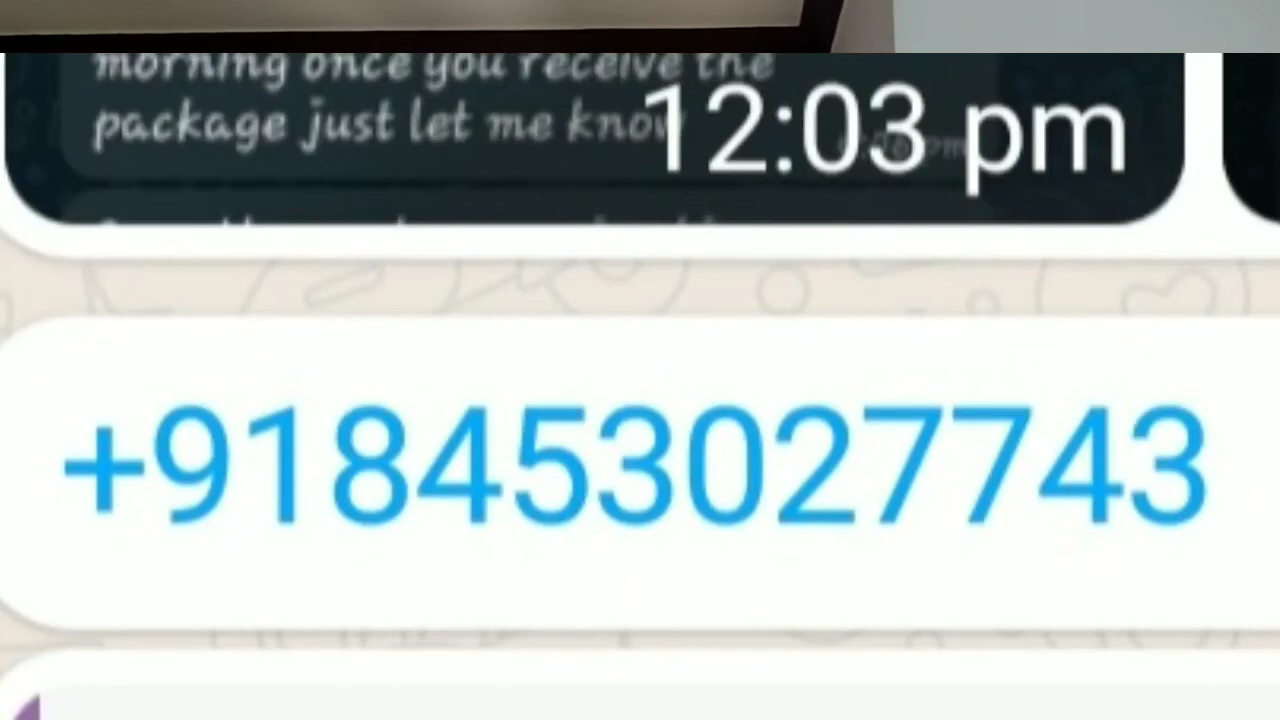 morning once you receive the
package just let me know
12:03 pm
+918453027743